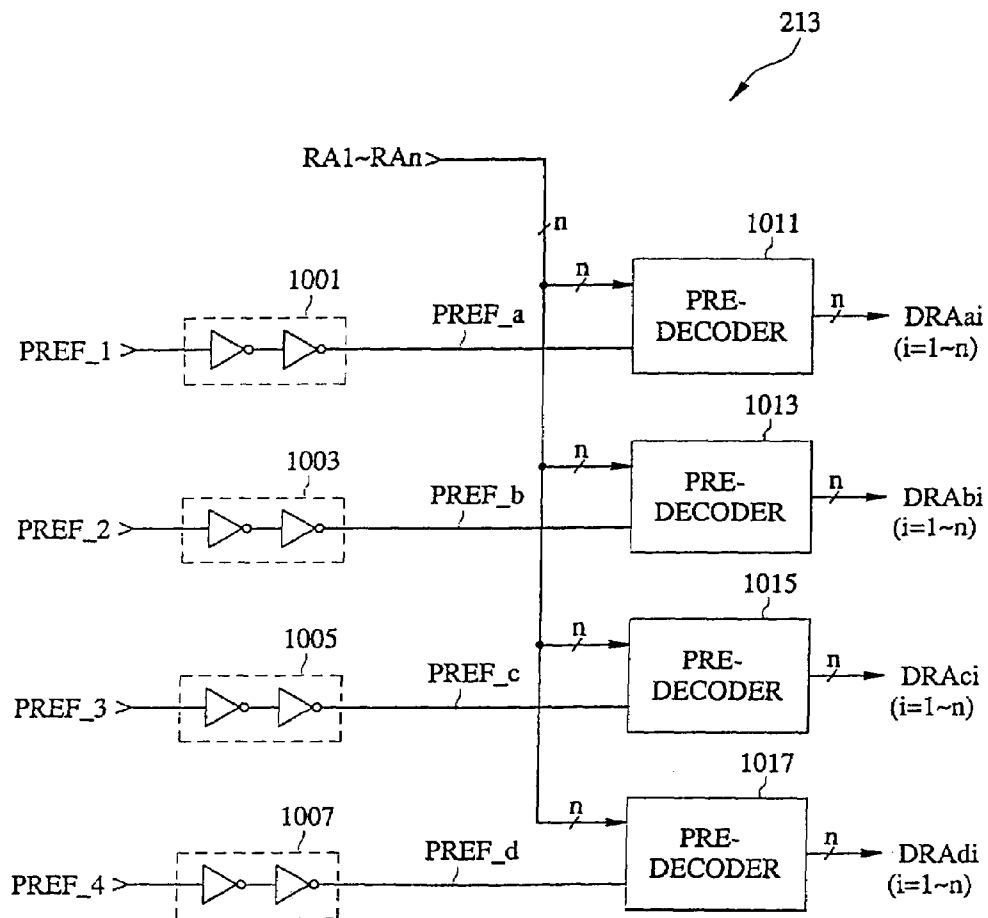 213
RA1~RAn
n
1011
n
PRE-
DECODER
n
DRAai
(i=1~n)
1001
PREF_a
PREF_1
1013
n
PRE-
DECODER
n
DRAbi
(i=1~n)
1003
PREF_b
PREF_2
1015
n
PRE-
DECODER
n
DRAci
(i=1~n)
1005
PREF_c
PREF_3
1017
n
PRE-
DECODER
n
DRAdi
(i=1~n)
1007
PREF_d
PREF_4